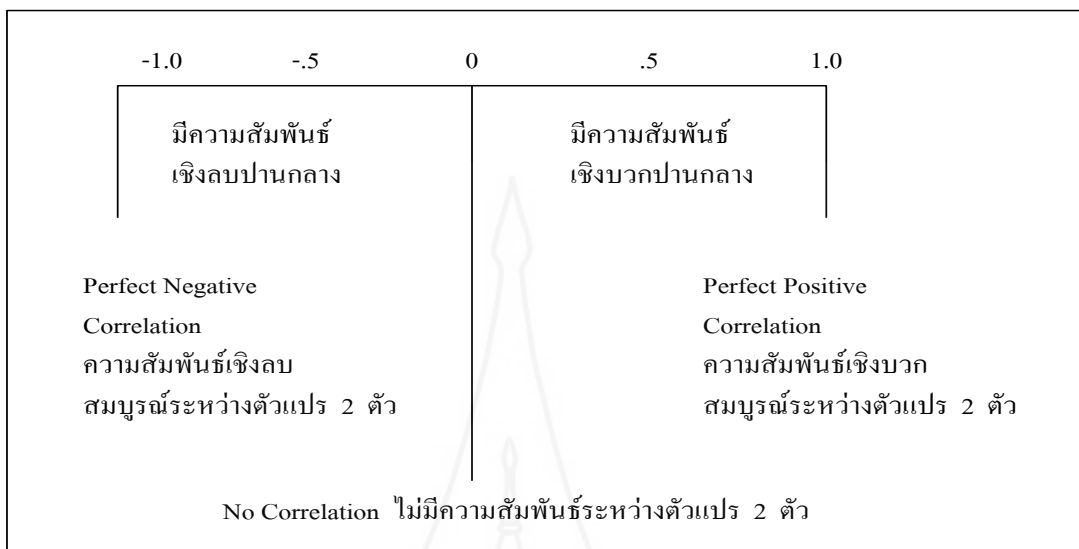 -1.0 -.5 0 .5 1.0
มีความสัมพันธ์ มีความสัมพันธ์
เชิงลบปานกลาง เชิงบวกปานกลาง
Perfect Negative Perfect Positive
Correlation Correlation
ความสัมพันธ์เชิงลบ ความสัมพันธ์เชิงบวก
สมบูรณ์ระหว่างตัวแปร 2 ตัว สมบูรณ์ระหว่างตัวแปร 2 ตัว
No Correlation ไม่มีความสัมพันธ์ระหว่างตัวแปร 2 ตัว